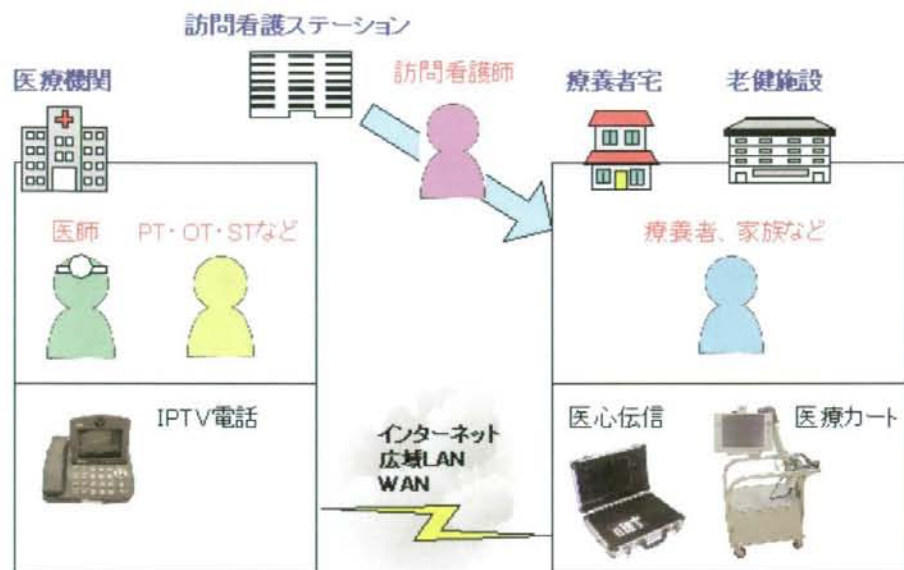 訪問看護ステーション
医療機関
訪問看護師
療養者宅
老健施設
医師
PT・OT・STなど
療養者、家族など
IPTV電話
インターネット
広域LAN
WAN
医心伝信
医療カート